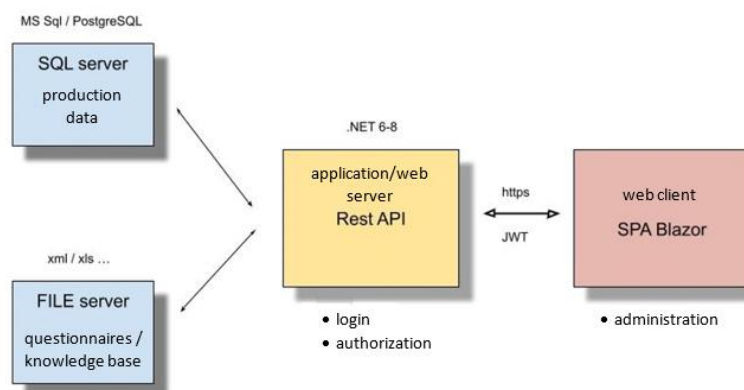 MS Sql / PostgreSQL
SQL server
production
data
xml / xls ...
FILE server
questionnaires /
knowledge base
.NET 6-8
application/web
server
Rest API
• login
• authorization
https
JWT
web client
SPA Blazor
• administration